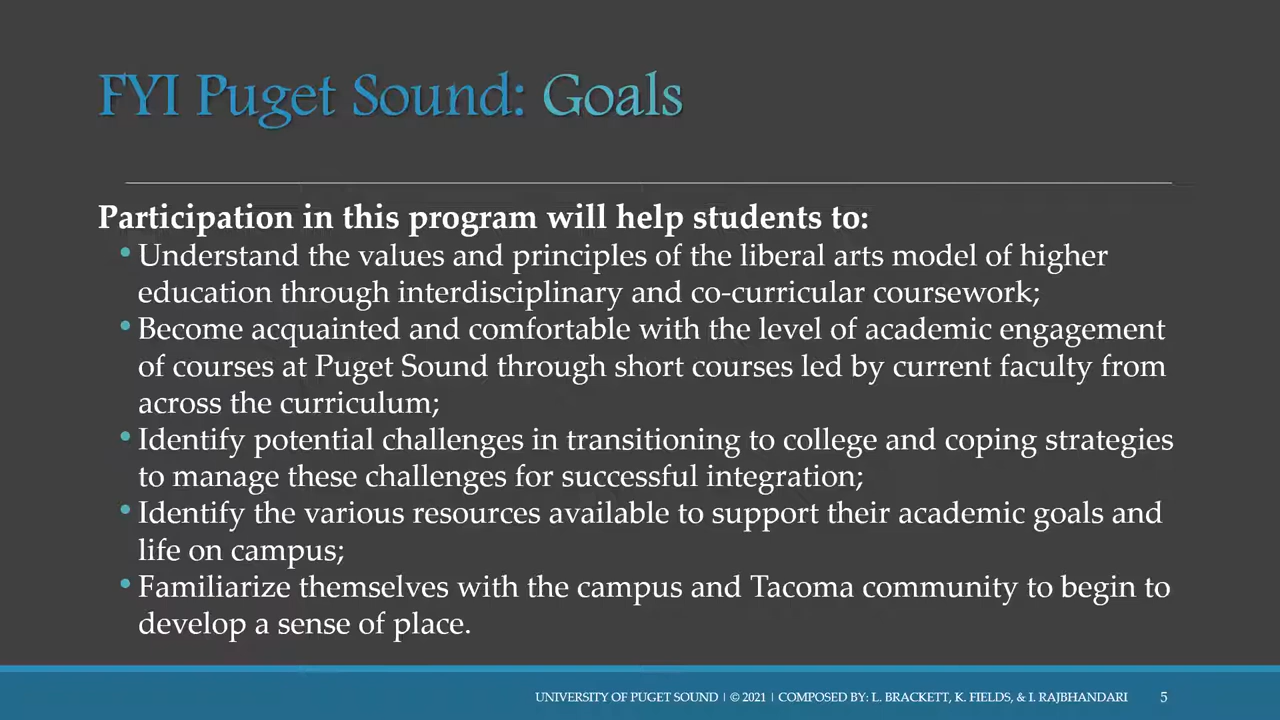 FYI Puget Sound: Goals
Participation in this program will help students to:
• Understand the values and principles of the liberal arts model of higher
education through interdisciplinary and co-curricular coursework;
• Become acquainted and comfortable with the level of academic engagement
of courses at Puget Sound through short courses led by current faculty from
across the curriculum;
• Identify potential challenges in transitioning to college and coping strategies
to manage these challenges for successful integration;
• Identify the various resources available to support their academic goals and
life on campus;
• Familiarize themselves with the campus and Tacoma community to begin to
develop a sense of place.
UNIVERSITY OF PUGET SOUND | © 2021 | COMPOSED BY: L. BRACKETT, K. FIELDS, & I. RAJBHANDARI 5